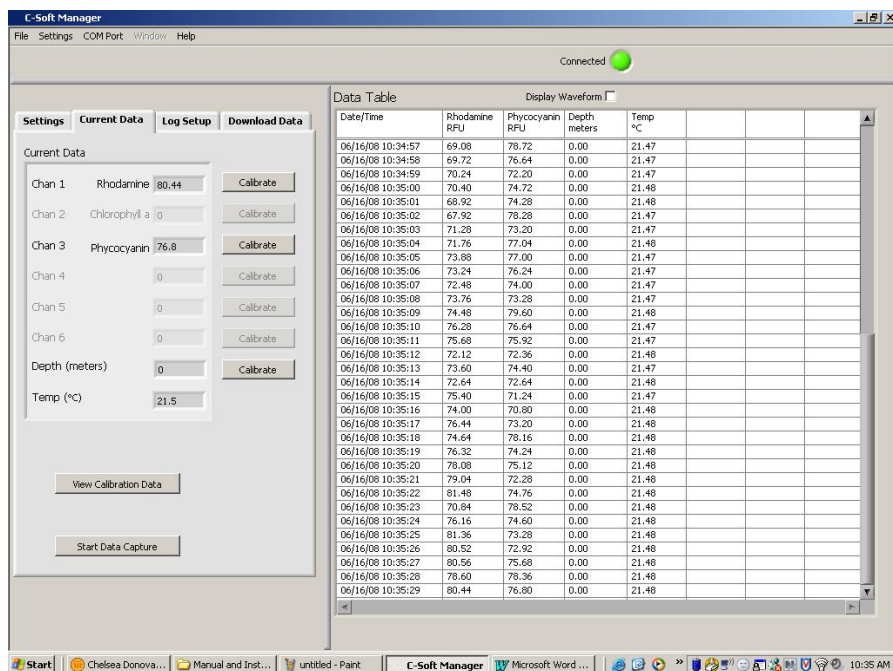 C-Soft Manager
File Settings COM Port Window Help
Connected
Settings Current Data Log Setup Download Data
Current Data
Chan 1 Rhodamine 80.44 Calibrate
Chan 2 Chlorophyll a 0 Calibrate
Chan 3 Phycocyanin 76.8 Calibrate
Chan 4 0 Calibrate
Chan 5 0 Calibrate
Chan 6 0 Calibrate
Depth (meters) 0 Calibrate
Temp (°C) 21.5
View Calibration Data
Start Data Capture
Data Table Display Waveform
Date/Time Rhodamine Phycocyanin Depth Temp
RFU RFU meters °C
06/16/08 10:34:57 69.08 78.72 0.00 21.47
06/16/08 10:34:58 69.72 76.64 0.00 21.47
06/16/08 10:34:59 70.24 72.20 0.00 21.47
06/16/08 10:35:00 70.40 74.72 0.00 21.48
06/16/08 10:35:01 68.92 74.28 0.00 21.48
06/16/08 10:35:02 67.92 78.28 0.00 21.48
06/16/08 10:35:03 71.28 73.20 0.00 21.47
06/16/08 10:35:04 71.76 77.04 0.00 21.48
06/16/08 10:35:05 73.88 77.00 0.00 21.47
06/16/08 10:35:06 73.24 76.24 0.00 21.47
06/16/08 10:35:07 72.48 74.00 0.00 21.47
06/16/08 10:35:08 73.76 73.28 0.00 21.47
06/16/08 10:35:09 74.48 79.60 0.00 21.48
06/16/08 10:35:10 76.28 76.64 0.00 21.47
06/16/08 10:35:11 75.68 75.92 0.00 21.47
06/16/08 10:35:12 72.12 72.36 0.00 21.48
06/16/08 10:35:13 73.60 74.40 0.00 21.47
06/16/08 10:35:14 72.64 72.64 0.00 21.48
06/16/08 10:35:15 75.40 71.24 0.00 21.47
06/16/08 10:35:16 74.00 70.80 0.00 21.48
06/16/08 10:35:17 76.44 73.20 0.00 21.48
06/16/08 10:35:18 74.64 78.16 0.00 21.48
06/16/08 10:35:19 76.32 74.24 0.00 21.48
06/16/08 10:35:20 78.08 75.12 0.00 21.48
06/16/08 10:35:21 79.04 72.28 0.00 21.48
06/16/08 10:35:22 81.48 74.76 0.00 21.48
06/16/08 10:35:23 70.84 78.52 0.00 21.48
06/16/08 10:35:24 76.16 74.60 0.00 21.48
06/16/08 10:35:25 81.36 73.28 0.00 21.48
06/16/08 10:35:26 80.52 72.92 0.00 21.48
06/16/08 10:35:27 80.56 75.68 0.00 21.48
06/16/08 10:35:28 78.60 78.36 0.00 21.48
06/16/08 10:35:29 80.44 76.80 0.00 21.48
Start Chelsea Donova... Manual and Inst... untitled - Paint C-Soft Manager Microsoft Word ... 10:35 AM